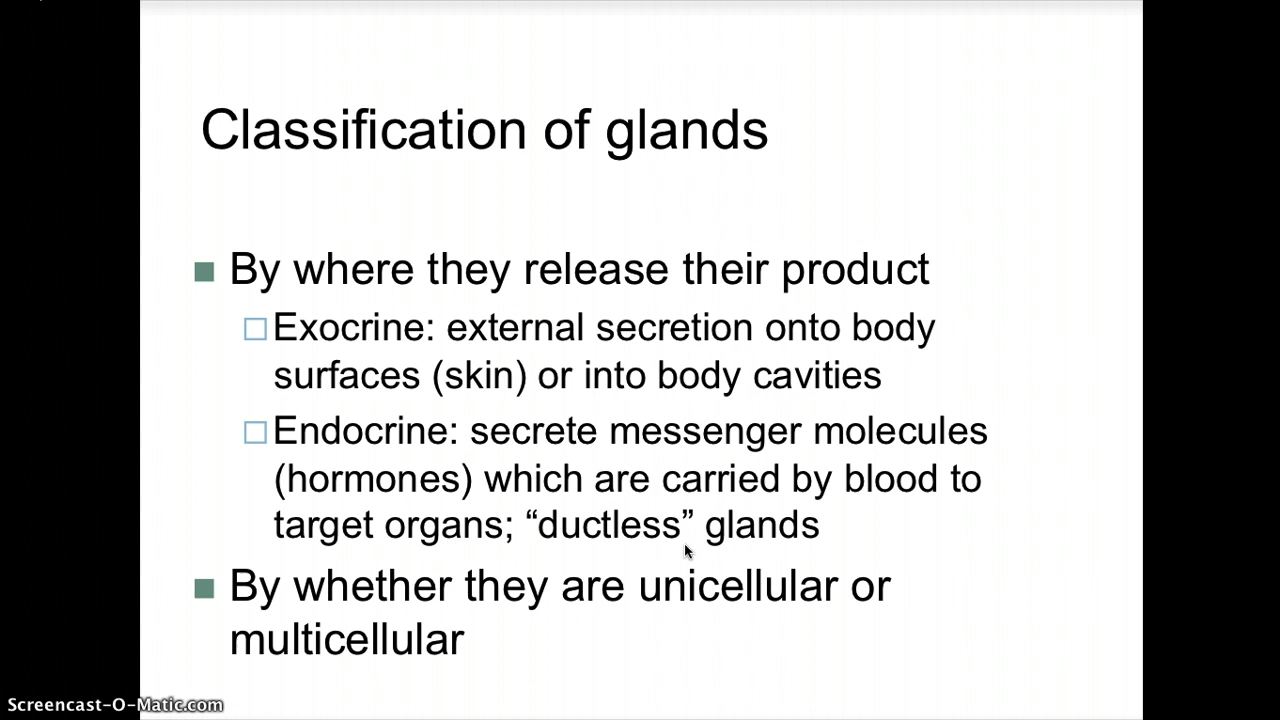 Classification of glands
By where they release their product
Exocrine: external secretion onto body
surfaces (skin) or into body cavities
Endocrine: secrete messenger molecules
(hormones) which are carried by blood to
target organs; “ductless” glands
By whether they are unicellular or
multicellular
Screencast-O-Matic.com